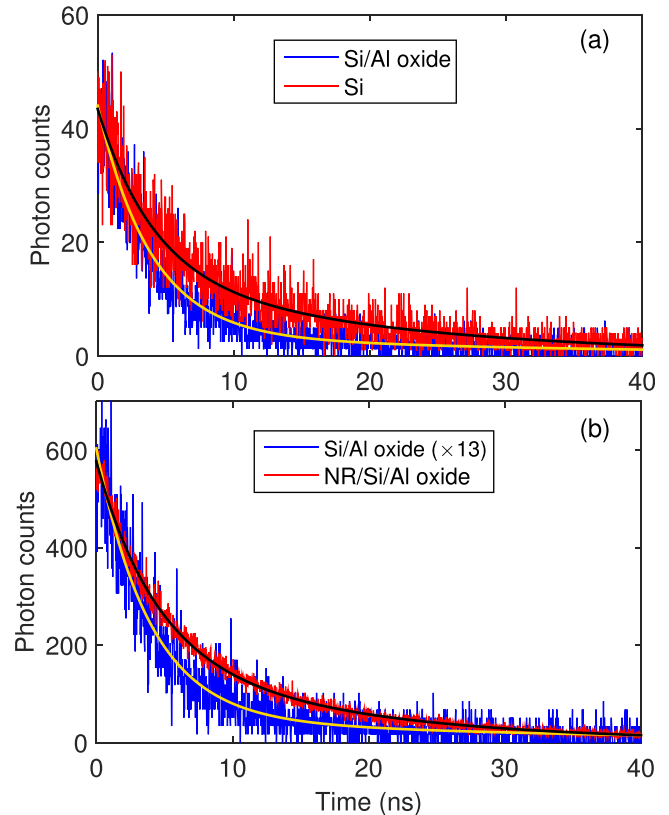 60
(a)
Si/Al oxide
Si
40
Photon counts
20
0
0 10 20 30 40
(b)
600
Si/Al oxide (×13)
NR/Si/Al oxide
400
Photon counts
200
0
0 10 20 30 40
Time (ns)